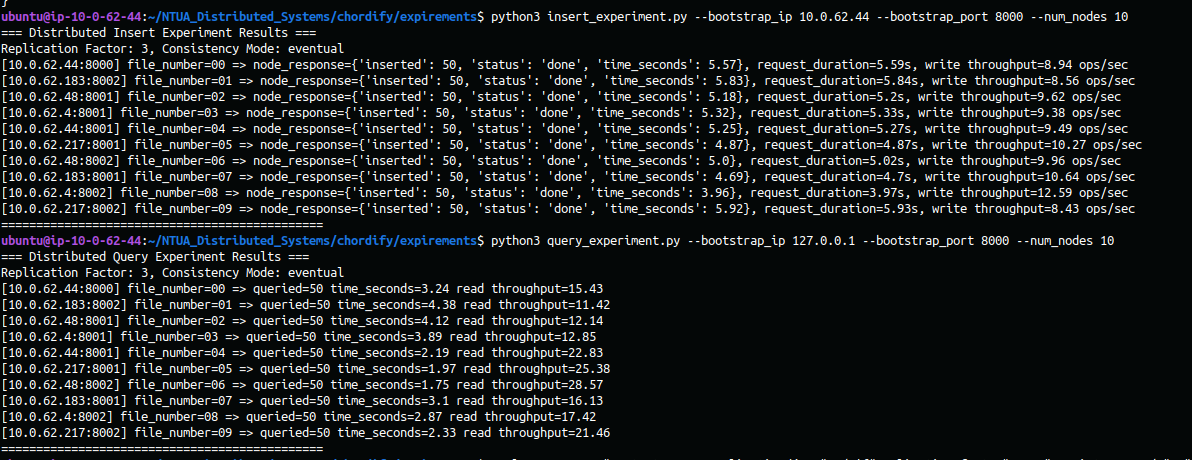 }
ubuntu@ip-10-0-62-44:~/NTUA_Distributed_Systems/chordify/expirements$ python3 insert_experiment.py --bootstrap_ip 10.0.62.44 --bootstrap_port 8000 --num_nodes 10
=== Distributed Insert Experiment Results ===
Replication Factor: 3, Consistency Mode: eventual
[10.0.62.44:8000] file_number=00 => node_response={'inserted': 50, 'status': 'done', 'time_seconds': 5.57}, request_duration=5.59s, write throughput=8.94 ops/sec
[10.0.62.183:8002] file_number=01 => node_response={'inserted': 50, 'status': 'done', 'time_seconds': 5.83}, request_duration=5.84s, write throughput=8.56 ops/sec
[10.0.62.48:8001] file_number=02 => node_response={'inserted': 50, 'status': 'done', 'time_seconds': 5.18}, request_duration=5.2s, write throughput=9.62 ops/sec
[10.0.62.4:8001] file_number=03 => node_response={'inserted': 50, 'status': 'done', 'time_seconds': 5.32}, request_duration=5.33s, write throughput=9.38 ops/sec
[10.0.62.44:8001] file_number=04 => node_response={'inserted': 50, 'status': 'done', 'time_seconds': 5.25}, request_duration=5.27s, write throughput=9.49 ops/sec
[10.0.62.217:8001] file_number=05 => node_response={'inserted': 50, 'status': 'done', 'time_seconds': 4.87}, request_duration=4.87s, write throughput=10.27 ops/sec
[10.0.62.48:8002] file_number=06 => node_response={'inserted': 50, 'status': 'done', 'time_seconds': 5.0}, request_duration=5.02s, write throughput=9.96 ops/sec
[10.0.62.183:8001] file_number=07 => node_response={'inserted': 50, 'status': 'done', 'time_seconds': 4.69}, request_duration=4.7s, write throughput=10.64 ops/sec
[10.0.62.4:8002] file_number=08 => node_response={'inserted': 50, 'status': 'done', 'time_seconds': 3.96}, request_duration=3.97s, write throughput=12.59 ops/sec
[10.0.62.217:8002] file_number=09 => node_response={'inserted': 50, 'status': 'done', 'time_seconds': 5.92}, request_duration=5.93s, write throughput=8.43 ops/sec
==============================================
ubuntu@ip-10-0-62-44:~/NTUA_Distributed_Systems/chordify/expirements$ python3 query_experiment.py --bootstrap_ip 127.0.0.1 --bootstrap_port 8000 --num_nodes 10
=== Distributed Query Experiment Results ===
Replication Factor: 3, Consistency Mode: eventual
[10.0.62.44:8000] file_number=00 => queried=50 time_seconds=3.24 read throughput=15.43
[10.0.62.183:8002] file_number=01 => queried=50 time_seconds=4.38 read throughput=11.42
[10.0.62.48:8001] file_number=02 => queried=50 time_seconds=4.12 read throughput=12.14
[10.0.62.4:8001] file_number=03 => queried=50 time_seconds=3.89 read throughput=12.85
[10.0.62.44:8001] file_number=04 => queried=50 time_seconds=2.19 read throughput=22.83
[10.0.62.217:8001] file_number=05 => queried=50 time_seconds=1.97 read throughput=25.38
[10.0.62.48:8002] file_number=06 => queried=50 time_seconds=1.75 read throughput=28.57
[10.0.62.183:8001] file_number=07 => queried=50 time_seconds=3.1 read throughput=16.13
[10.0.62.4:8002] file_number=08 => queried=50 time_seconds=2.87 read throughput=17.42
[10.0.62.217:8002] file_number=09 => queried=50 time_seconds=2.33 read throughput=21.46
==============================================